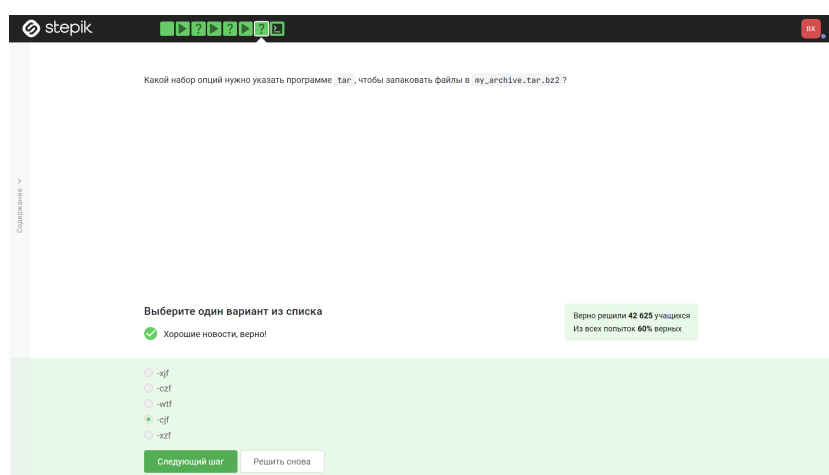 stepik
? ? ?
ВХ
Какой набор опций нужно указать программе tar, чтобы запаковать файлы в my_archive.tar.bz2 ?
Содержание
Выберите один вариант из списка
Хорошие новости, верно!
Верно решили 42 625 учащихся
Из всех попыток 60% верных
-xjf
-czf
-wtf
-cjf
-xzf
Следующий шаг
Решить снова